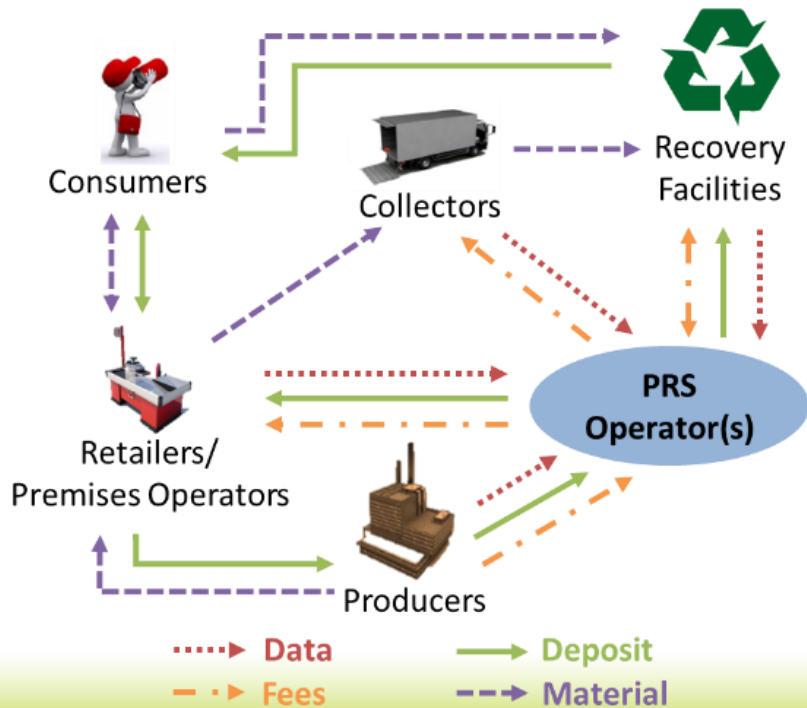 Consumers
Collectors
Recovery
Facilities
PRS
Operator(s)
Retailers/
Premises Operators
Producers
Data
Deposit
Fees
Material